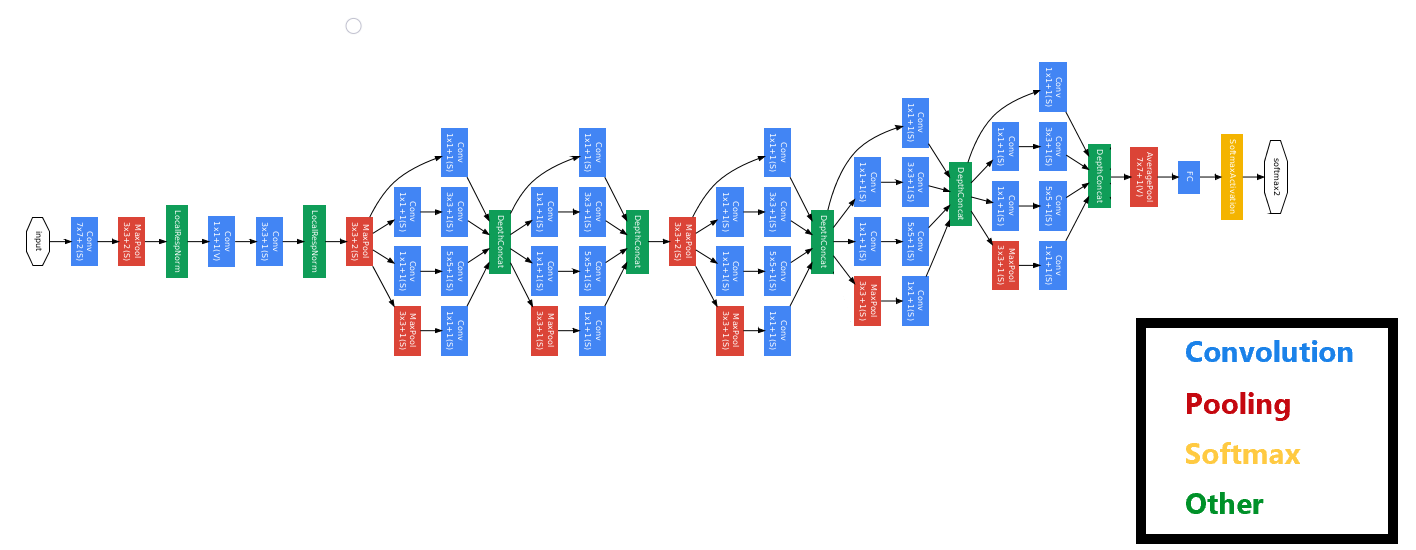 input
Conv
7x7+2(S)
MaxPool
3x3+2(S)
LocalRespNorm
Conv
1x1+1(V)
Conv
3x3+1(S)
LocalRespNorm
MaxPool
3x3+2(S)
Conv
1x1+1(S)
Conv
1x1+1(S)
MaxPool
3x3+1(S)
Conv
1x1+1(S)
Conv
3x3+1(S)
Conv
5x5+1(S)
Conv
1x1+1(S)
DepthConcat
Conv
1x1+1(S)
Conv
1x1+1(S)
MaxPool
3x3+1(S)
Conv
1x1+1(S)
Conv
3x3+1(S)
Conv
5x5+1(S)
Conv
1x1+1(S)
DepthConcat
MaxPool
3x3+2(S)
Conv
1x1+1(S)
Conv
1x1+1(S)
MaxPool
3x3+1(S)
Conv
1x1+1(S)
Conv
3x3+1(S)
Conv
5x5+1(S)
Conv
1x1+1(S)
DepthConcat
Conv
1x1+1(S)
Conv
1x1+1(S)
MaxPool
3x3+1(S)
Conv
1x1+1(S)
Conv
3x3+1(S)
Conv
5x5+1(S)
Conv
1x1+1(S)
DepthConcat
Conv
1x1+1(S)
Conv
1x1+1(S)
MaxPool
3x3+1(S)
Conv
1x1+1(S)
Conv
3x3+1(S)
Conv
5x5+1(S)
Conv
1x1+1(S)
DepthConcat
AveragePool
7x7+1(V)
FC
SoftmaxActivation
softmax2
Convolution
Pooling
Softmax
Other